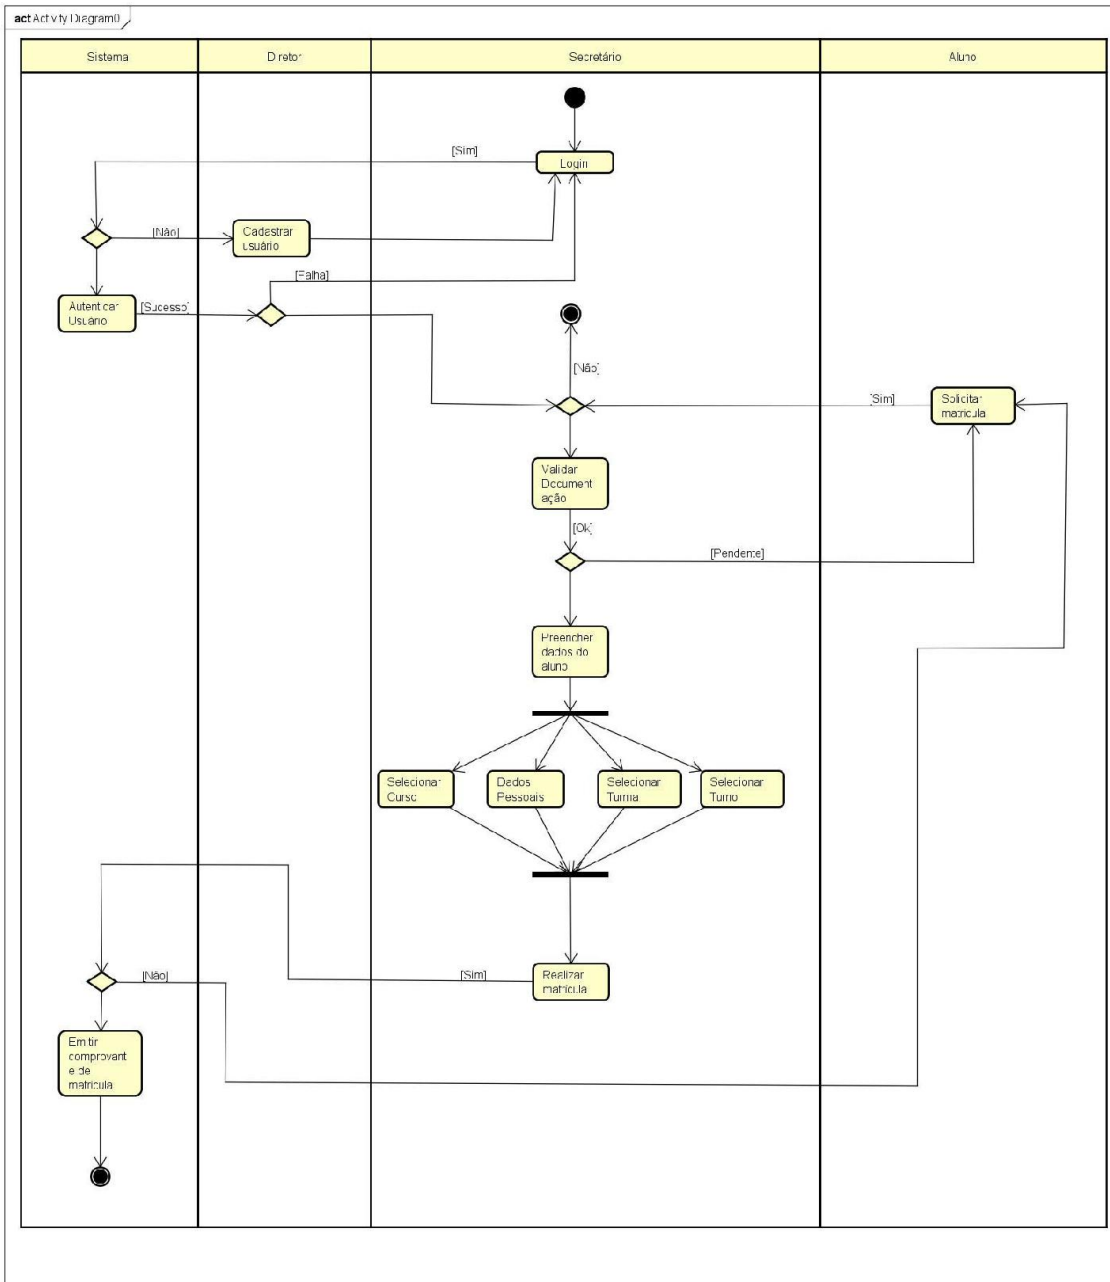 act Activity Diagram0
Sistema
Diretor
Secretário
Aluno
[Sim]
Login
[Não]
Cadastrar
usuário
[Falha]
Autenticar
Usuário
[Sucesso]
[Não]
[Sim]
Solicitar
matricula
Validar
Document
ação
[Ok]
[Pendente]
Preencher
dados do
aluno
Selecionar
Curso
Dados
Pessoais
Selecionar
Turma
Selecionar
Turno
[Não]
[Sim]
Realizar
matricula
Emitir
comprovant
e de
matricula